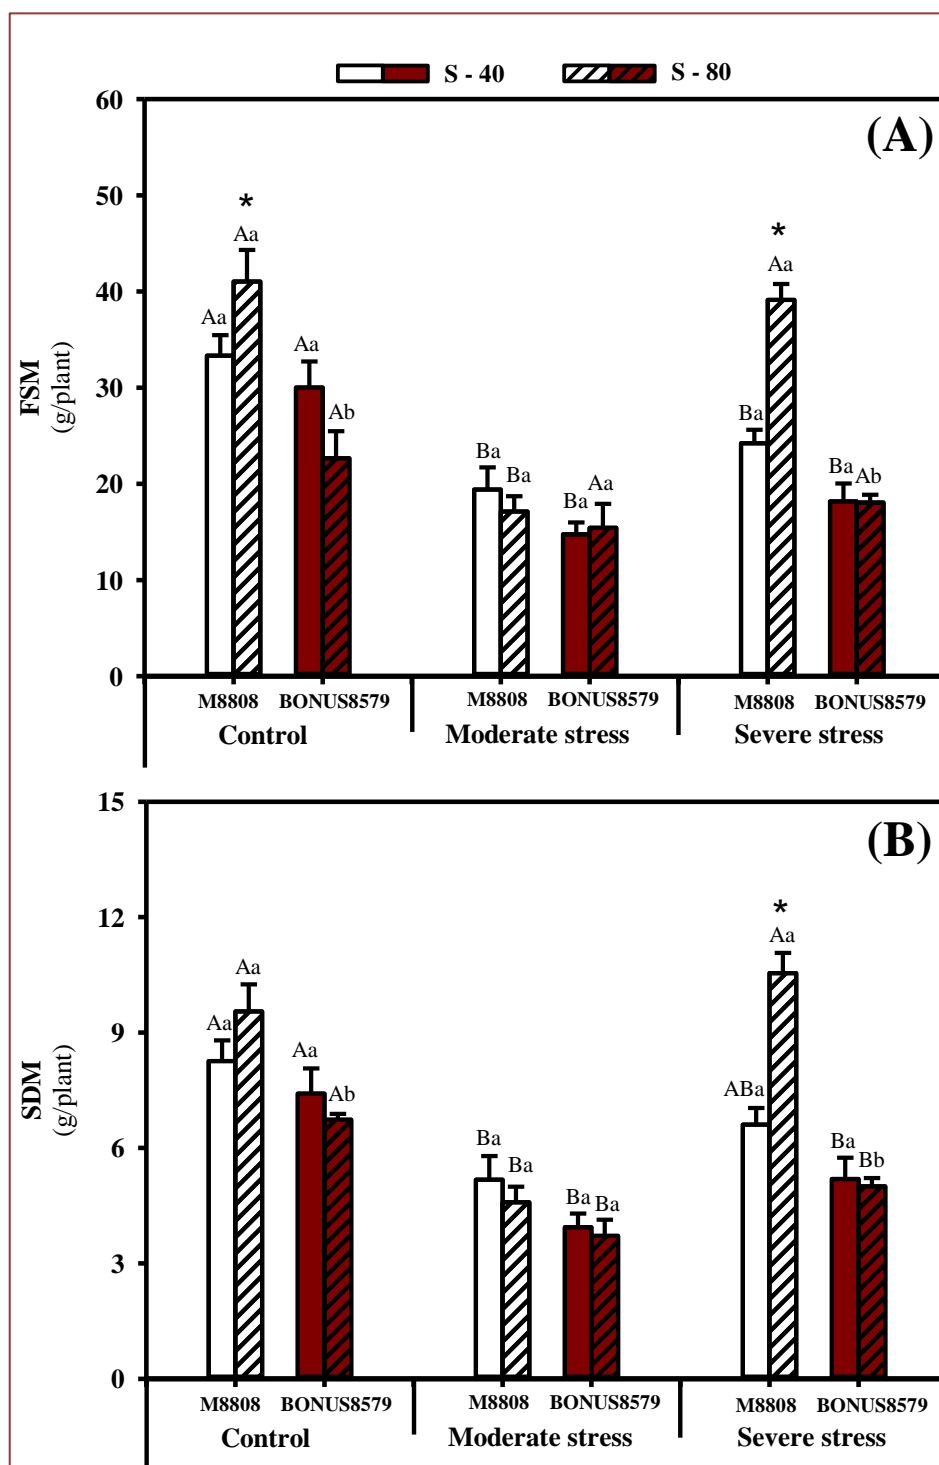 S - 40 S - 80
(A)
60
50
40
30
20
10
0
FSM
(g/plant)
*
Aa
Aa
Aa
Ab
Ba
Ba
Ba
Aa
*
Aa
Ba
Ba
Ab
M8808 BONUS8579 M8808 BONUS8579 M8808 BONUS8579
Control Moderate stress Severe stress
(B)
15
12
9
6
3
0
SDM
(g/plant)
Aa
Aa
Aa
Ab
Ba
Ba
Ba
Ba
*
Aa
ABa
Ba
Bb
M8808 BONUS8579 M8808 BONUS8579 M8808 BONUS8579
Control Moderate stress Severe stress